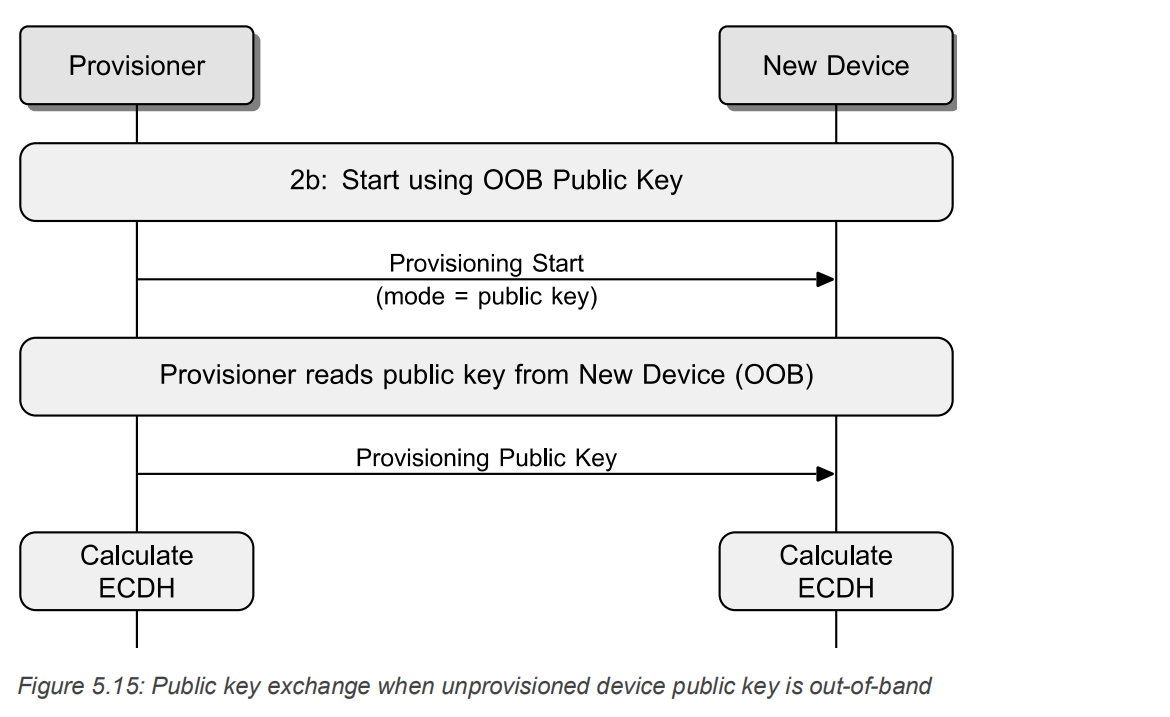 Provisioner
New Device
2b: Start using OOB Public Key
Provisioning Start
(mode = public key)
Provisioner reads public key from New Device (OOB)
Provisioning Public Key
Calculate
ECDH
Calculate
ECDH
Figure 5.15: Public key exchange when unprovisioned device public key is out-of-band